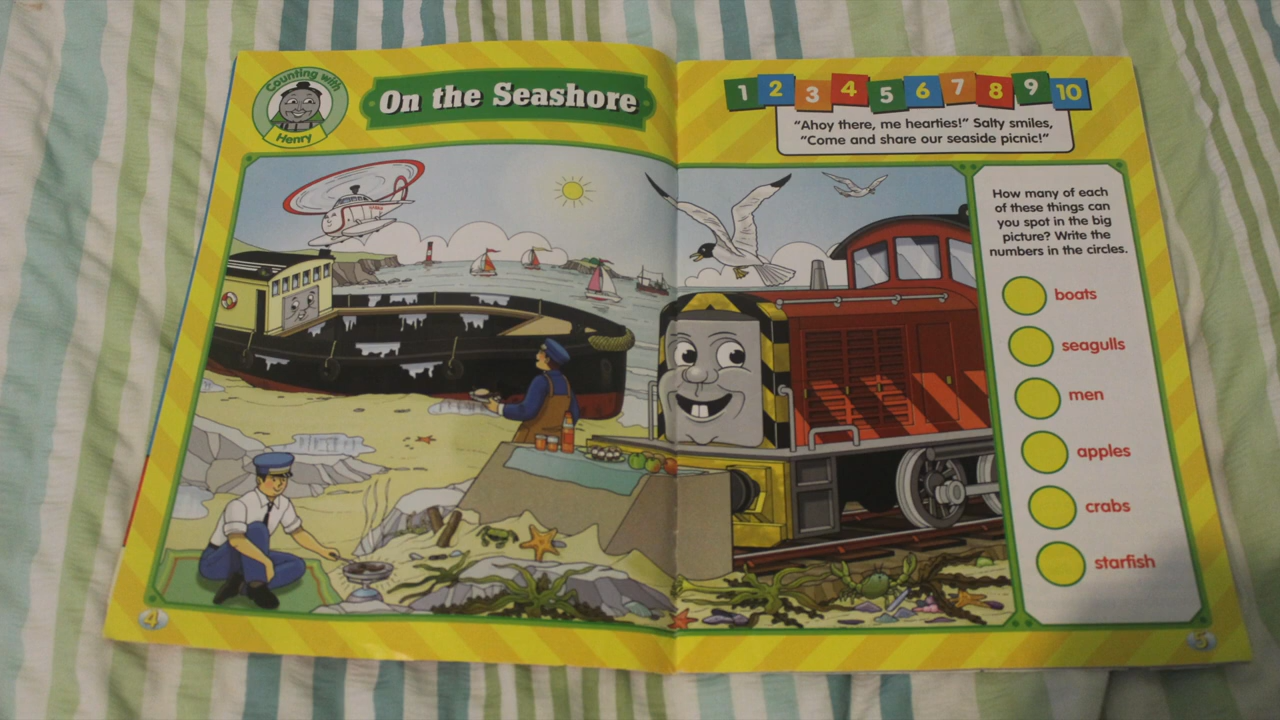 Counting with
Henry
On the Seashore
1 2 3 4 5 6 7 8 9 10
“Ahoy there, me hearties!” Salty smiles,
“Come and share our seaside picnic!”
How many of each
of these things can
you spot in the big
picture? Write the
numbers in the circles.
boats
seagulls
men
apples
crabs
starfish
4
5